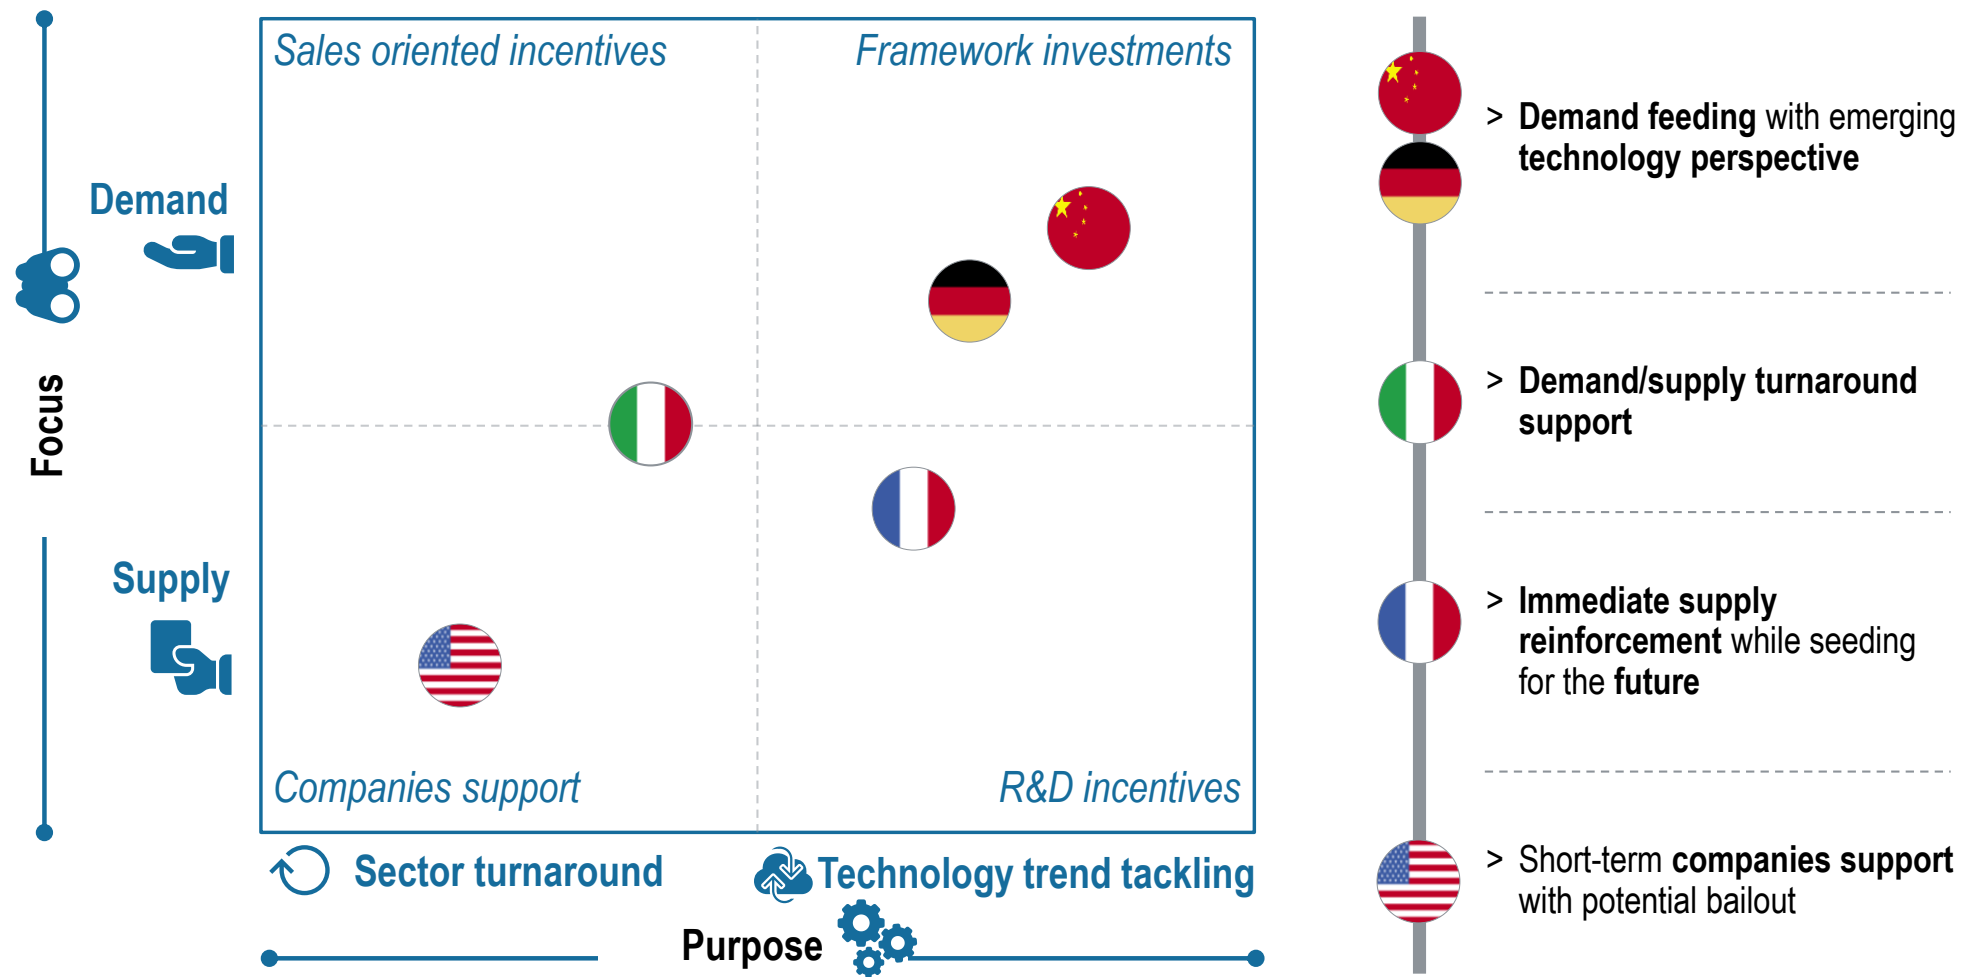 Sales oriented incentives
Framework investments
Demand
Focus
Supply
Companies support
R&D incentives
Sector turnaround
Technology trend tackling
Purpose
> Demand feeding with emerging
technology perspective
> Demand/supply turnaround
support
> Immediate supply
reinforcement while seeding
for the future
> Short-term companies support
with potential bailout